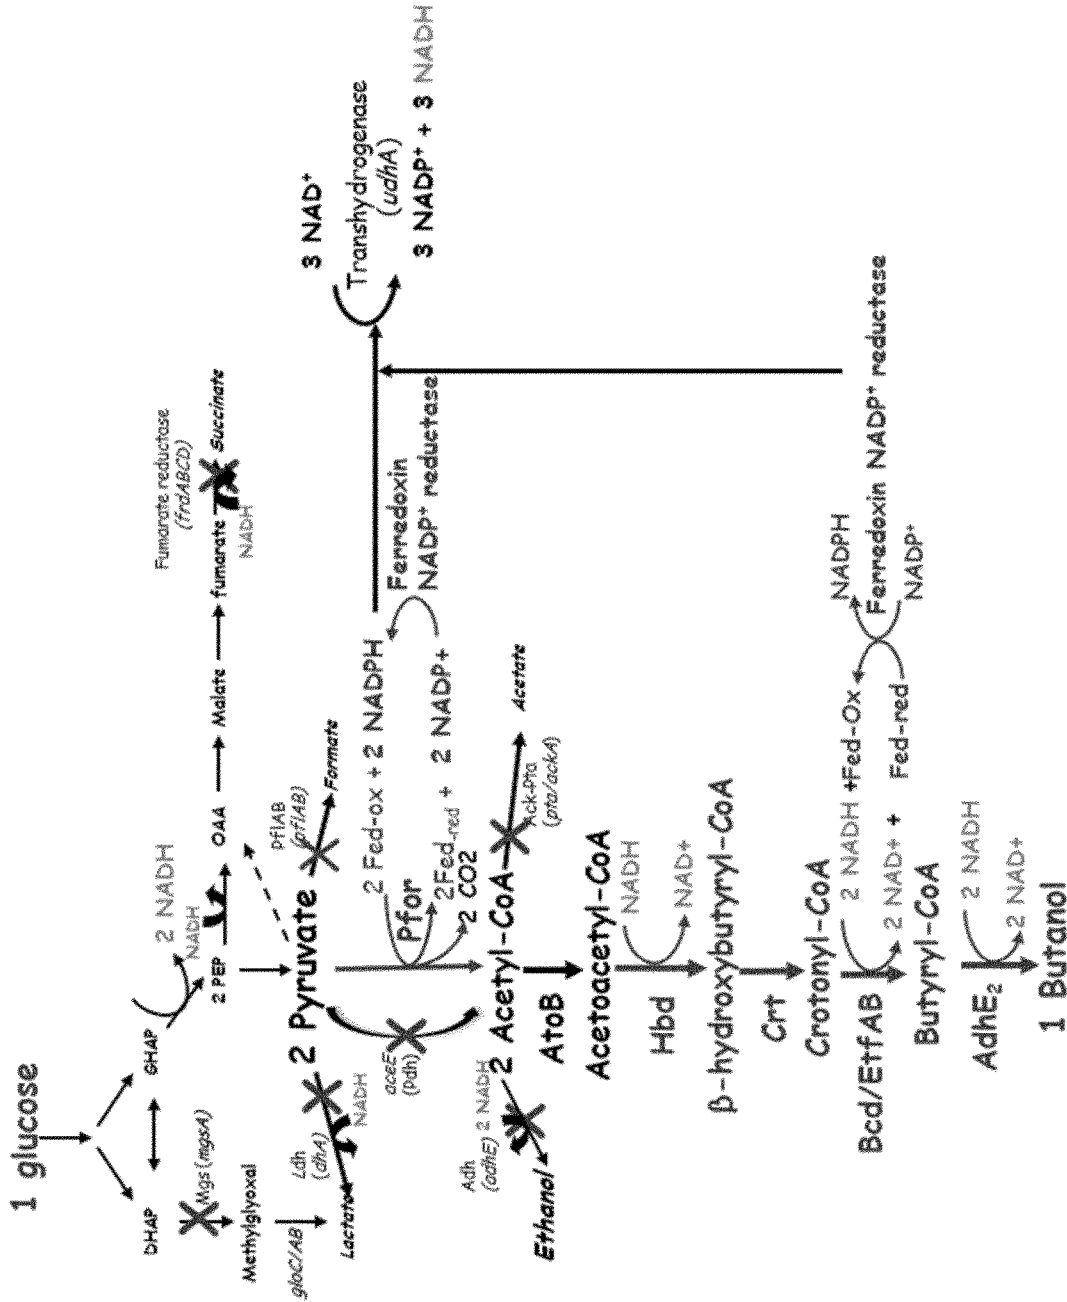 1 glucose
DHAP
GHAP
2 NADH
Mgs (mgsA)
Methylglyoxal
gloC/AB
Lactate
Ldh
(dhA)
NADH
2 PEP
NADH
OAA
Malate
fumarate
Succinate
Fumarate reductase
(frdABCD)
NADH
2 Pyruvate
PflAB
(pflAB)
Formate
aceE
(Pdh)
Pfor
2 Fed-ox + 2 NADPH
2Fed-red + 2 NADP+
2 CO2
Ferredoxin
NADP⁺ reductase
3 NAD⁺
Transhydrogenase
(udhA)
3 NADP⁺ + 3 NADH
2 Acetyl-CoA
Ack-Pta
(pta/ackA)
Acetate
Adh
(adhE)
2 NADH
Ethanol
AtoB
Acetoacetyl-CoA
Hbd
NADH
NAD+
β-hydroxybutyryl-CoA
Crt
Crotonyl-CoA
Bcd/EtfAB
2 NADH +Fed-Ox
2 NAD+ + Fed-red
NADPH
Ferredoxin NADP⁺ reductase
NADP⁺
Butyryl-CoA
AdhE₂
2 NADH
2 NAD+
1 Butanol